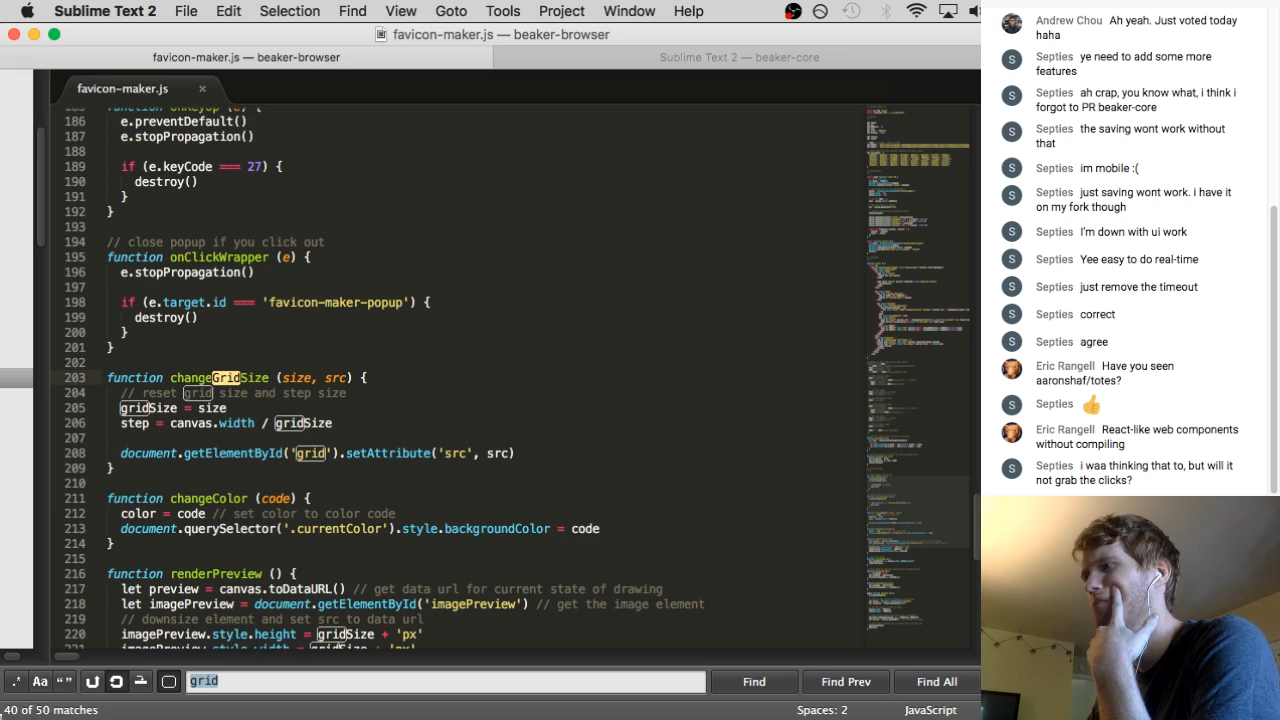 Sublime Text 2 File Edit Selection Find View Goto Tools Project Window Help
favicon-maker.js — beaker-browser
favicon-maker.js — beaker-browser
Sublime Text 2 — beaker-core
favicon-maker.js ×
186 e.preventDefault()
187 e.stopPropagation()
188
189 if (e.keyCode === 27) {
190 destroy()
191 }
192 }
193
194 // close popup if you click out
195 function onClickWrapper (e) {
196 e.stopPropagation()
197
198 if (e.target.id === 'favicon-maker-popup') {
199 destroy()
200 }
201 }
202
203 function changeGridSize (size, src) {
204 // reset grid size and step size
205 gridSize = size
206 step = canvas.width / gridSize
207
208 document.getElementById('grid').setAttribute('src', src)
209 }
210
211 function changeColor (code) {
212 color = code // set color to color code
213 document.querySelector('.currentColor').style.backgroundColor = code
214 }
215
216 function renderPreview () {
217 let preview = canvas.toDataURL() // get data url for current state of drawing
218 let imagePreview = document.getElementById('imagePreview') // get the image element
219 // downsize element and set src to data url
220 imagePreview.style.height = gridSize + 'px'
.* Aa “ ” grid Find Find Prev Find All
40 of 50 matches Spaces: 2 JavaScript
Andrew Chou Ah yeah. Just voted today
haha
S Septies ye need to add some more
features
S Septies ah crap, you know what, i think i
forgot to PR beaker-core
S Septies the saving wont work without
that
S Septies im mobile :(
S Septies just saving wont work. i have it
on my fork though
S Septies I'm down with ui work
S Septies Yee easy to do real-time
S Septies just remove the timeout
S Septies correct
S Septies agree
Eric Rangell Have you seen
aaronshaf/totes?
S Septies 👍
Eric Rangell React-like web components
without compiling
S Septies i waa thinking that to, but will it
not grab the clicks?